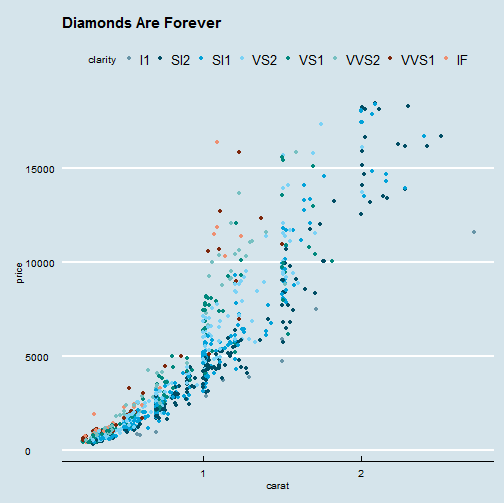 Diamonds Are Forever
clarity I1 SI2 SI1 VS2 VS1 VVS2 VVS1 IF
15000
10000
price
5000
0
1 2
carat